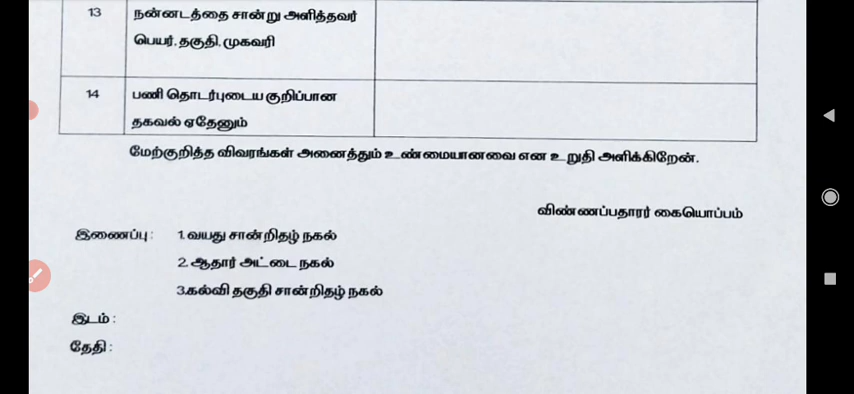 13 நன்னடத்தை சான்று அளித்தவர்
பெயர், தகுதி, முகவரி
14 பணி தொடர்புடைய குறிப்பான
தகவல் ஏதேனும்
மேற்குறித்த விவரங்கள் அனைத்தும் உண்மையானவை என உறுதி அளிக்கிறேன்.
விண்ணப்பதாரர் கையொப்பம்
இணைப்பு : 1.வயது சான்றிதழ் நகல்
2.ஆதார் அட்டை நகல்
3.கல்வி தகுதி சான்றிதழ் நகல்
இடம் :
தேதி :